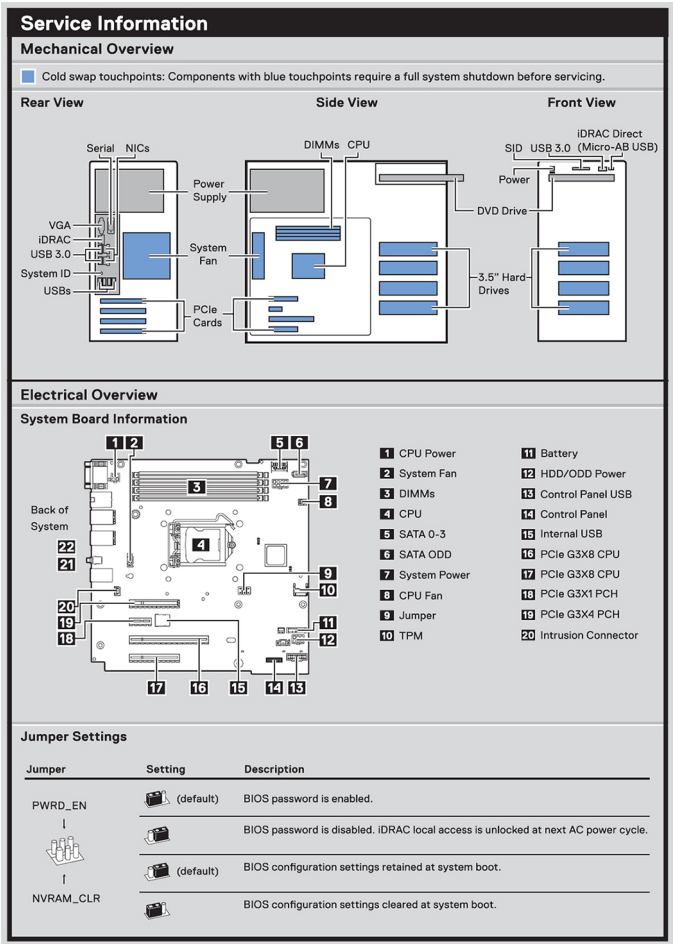 Service Information
Mechanical Overview
Cold swap touchpoints: Components with blue touchpoints require a full system shutdown before servicing.
Rear View
Side View
Front View
Serial NICs
DIMMs CPU
iDRAC Direct
SID USB 3.0 (Micro-AB USB)
Power
Power
Supply
DVD Drive
VGA
iDRAC
USB 3.0
System ID
USBs
System
Fan
PCIe
Cards
3.5" Hard
Drives
Electrical Overview
System Board Information
1 2 5 6
3
7
8
Back of
System
4
22
21
9
10
20
19
18
11
12
17 16 15 14 13
1 CPU Power
2 System Fan
3 DIMMs
4 CPU
5 SATA 0-3
6 SATA ODD
7 System Power
8 CPU Fan
9 Jumper
10 TPM
11 Battery
12 HDD/ODD Power
13 Control Panel USB
14 Control Panel
15 Internal USB
16 PCIe G3X8 CPU
17 PCIe G3X8 CPU
18 PCIe G3X1 PCH
19 PCIe G3X4 PCH
20 Intrusion Connector
Jumper Settings
Jumper Setting Description
PWRD_EN
(default) BIOS password is enabled.
BIOS password is disabled. iDRAC local access is unlocked at next AC power cycle.
NVRAM_CLR
(default) BIOS configuration settings retained at system boot.
BIOS configuration settings cleared at system boot.